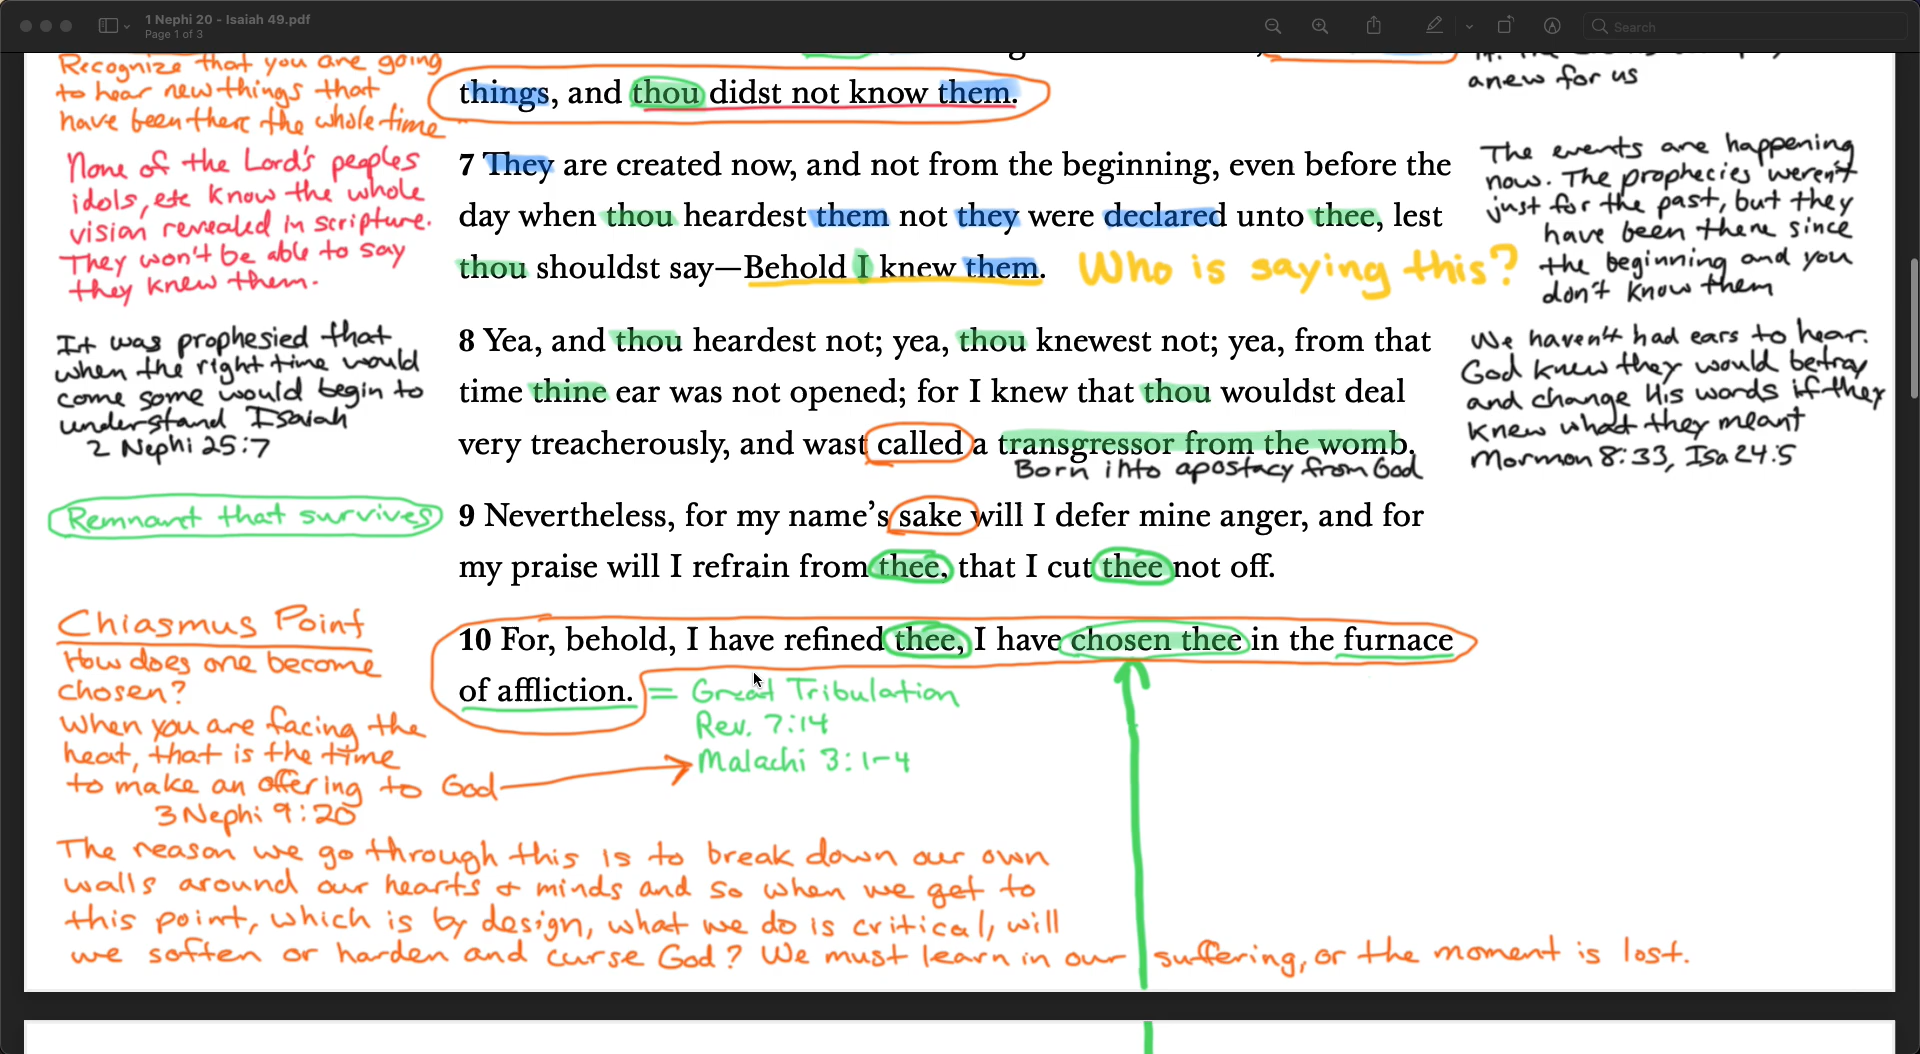 1 Nephi 20 - Isaiah 49.pdf
Page 1 of 3
Search
Recognize that you are going
to hear new things that
have been there the whole time
things, and thou didst not know them.
anew for us
None of the Lord's peoples
idols, etc know the whole
vision revealed in scripture.
They won't be able to say
they knew them.
7 They are created now, and not from the beginning, even before the
day when thou heardest them not they were declared unto thee, lest
thou shouldst say—Behold I knew them.
Who is saying this?
The events are happening
now. The prophecies weren't
just for the past, but they
have been there since
the beginning and you
don't know them
It was prophesied that
when the right time would
come some would begin to
understand Isaiah
2 Nephi 25:7
8 Yea, and thou heardest not; yea, thou knewest not; yea, from that
time thine ear was not opened; for I knew that thou wouldst deal
very treacherously, and wast called a transgressor from the womb.
Born into apostacy from God
We haven't had ears to hear.
God knew they would betray
and change His words if they
knew what they meant
Mormon 8:33, Isa 24:5
Remnant that survives
9 Nevertheless, for my name's sake will I defer mine anger, and for
my praise will I refrain from thee, that I cut thee not off.
10 For, behold, I have refined thee, I have chosen thee in the furnace
of affliction.
= Great Tribulation
Rev. 7:14
Malachi 3:1-4
Chiasmus Point
How does one become
chosen?
When you are facing the
heat, that is the time
to make an offering to God
3 Nephi 9:20
The reason we go through this is to break down our own
walls around our hearts & minds and so when we get to
this point, which is by design, what we do is critical, will
we soften or harden and curse God? We must learn in our suffering, or the moment is lost.